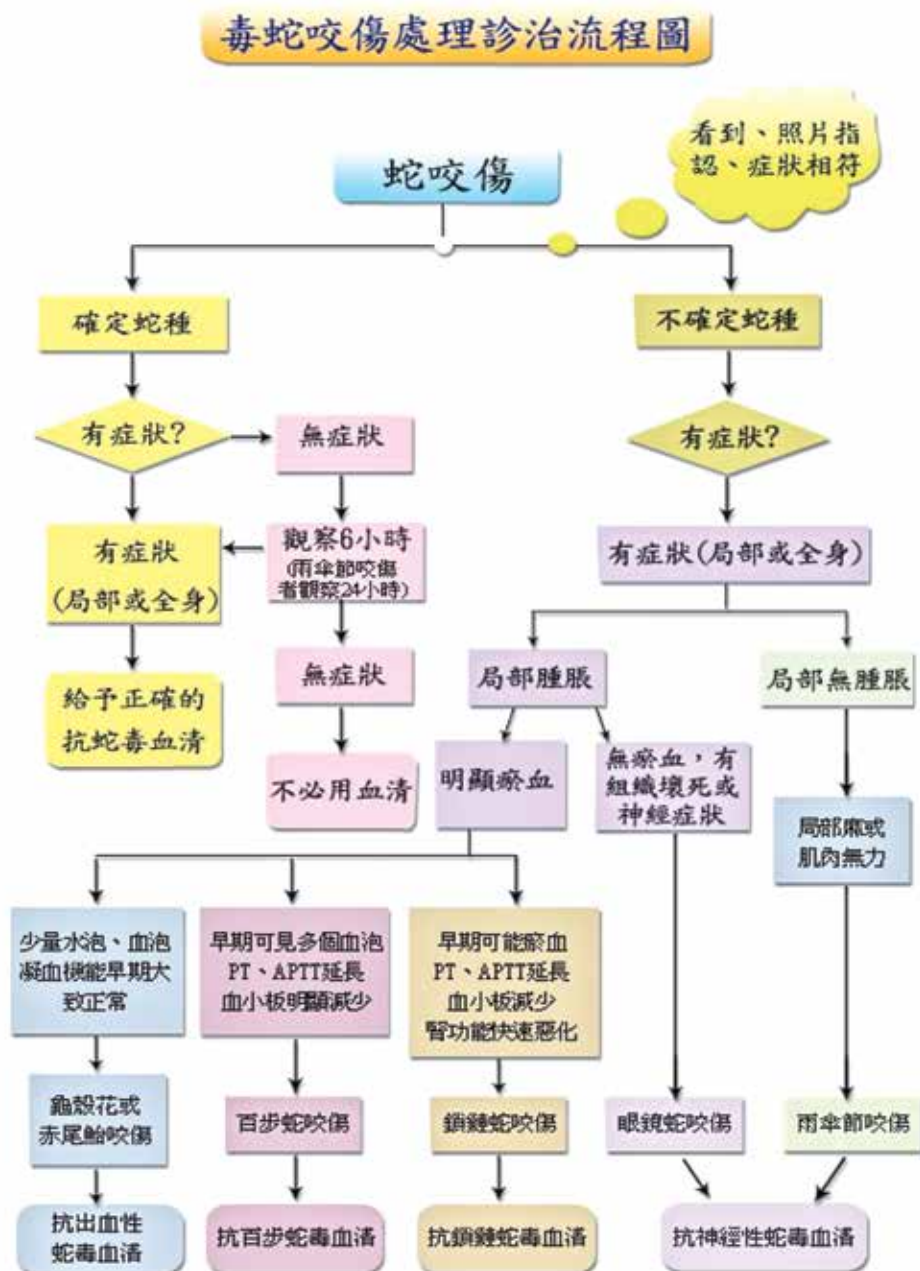 毒蛇咬傷處理診治流程圖
看到、照片指
認、症狀相符
蛇咬傷
確定蛇種
不確定蛇種
有症狀?
無症狀
有症狀?
有症狀
(局部或全身)
觀察6小時
(雨傘節咬傷
者觀察24小時)
有症狀(局部或全身)
給予正確的
抗蛇毒血清
無症狀
局部腫脹
局部無腫脹
不必用血清
明顯瘀血
無瘀血，有
組織壞死或
神經症狀
局部麻或
肌肉無力
少量水泡、血泡
凝血機能早期大
致正常
早期可見多個血泡
PT、APTT延長
血小板明顯減少
早期可能瘀血
PT、APTT延長
血小板減少
腎功能快速惡化
龜殼花或
赤尾鮐咬傷
百步蛇咬傷
鎖鏈蛇咬傷
眼鏡蛇咬傷
雨傘節咬傷
抗出血性
蛇毒血清
抗百步蛇毒血清
抗鎖鏈蛇毒血清
抗神經性蛇毒血清